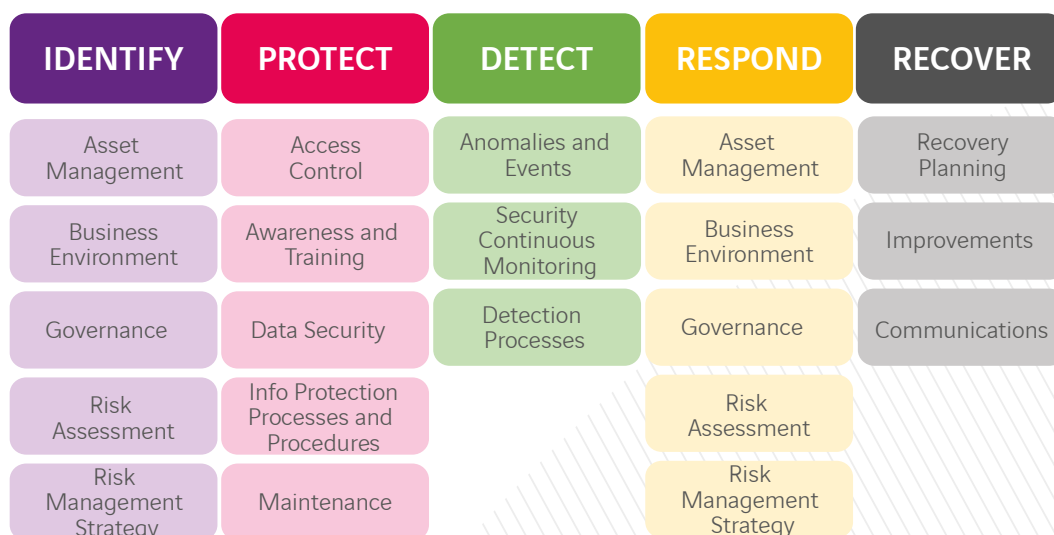 IDENTIFY
PROTECT
DETECT
RESPOND
RECOVER
Asset
Management
Business
Environment
Governance
Risk
Assessment
Risk
Management
Strategy
Access
Control
Awareness and
Training
Data Security
Info Protection
Processes and
Procedures
Maintenance
Anomalies and
Events
Security
Continuous
Monitoring
Detection
Processes
Asset
Management
Business
Environment
Governance
Risk
Assessment
Risk
Management
Strategy
Recovery
Planning
Improvements
Communications